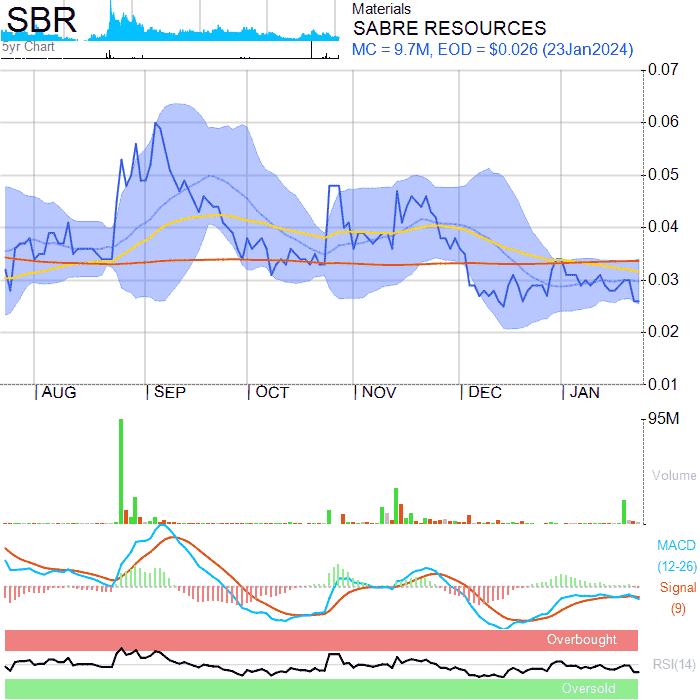 SBR
Materials
SABRE RESOURCES
5yr Chart
MC = 9.7M, EOD = $0.026 (23Jan2024)
0.07
0.06
0.05
0.04
0.03
0.02
0.01
AUG SEP OCT NOV DEC JAN
95M
Volume
MACD
(12-26)
Signal
(9)
Overbought
RSI(14)
Oversold